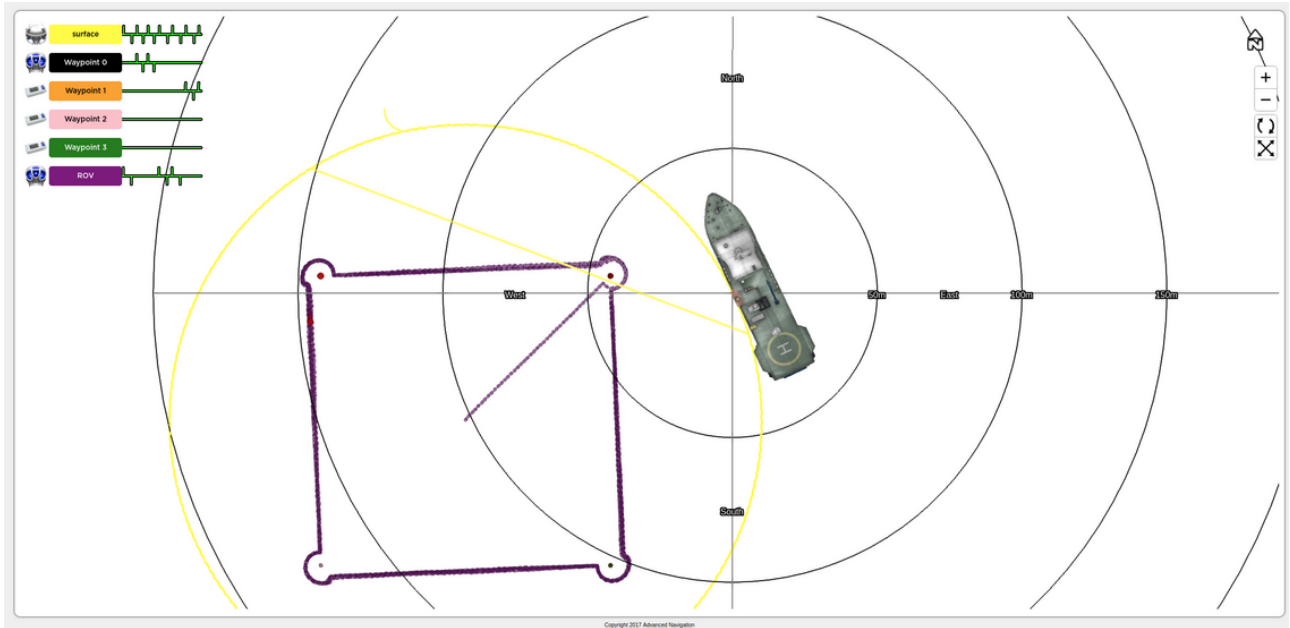 surface
Waypoint 0
Waypoint 1
Waypoint 2
Waypoint 3
ROV
North
N
+
−
West
50m
East
100m
150m
H
South
Copyright 2017 Advanced Navigation